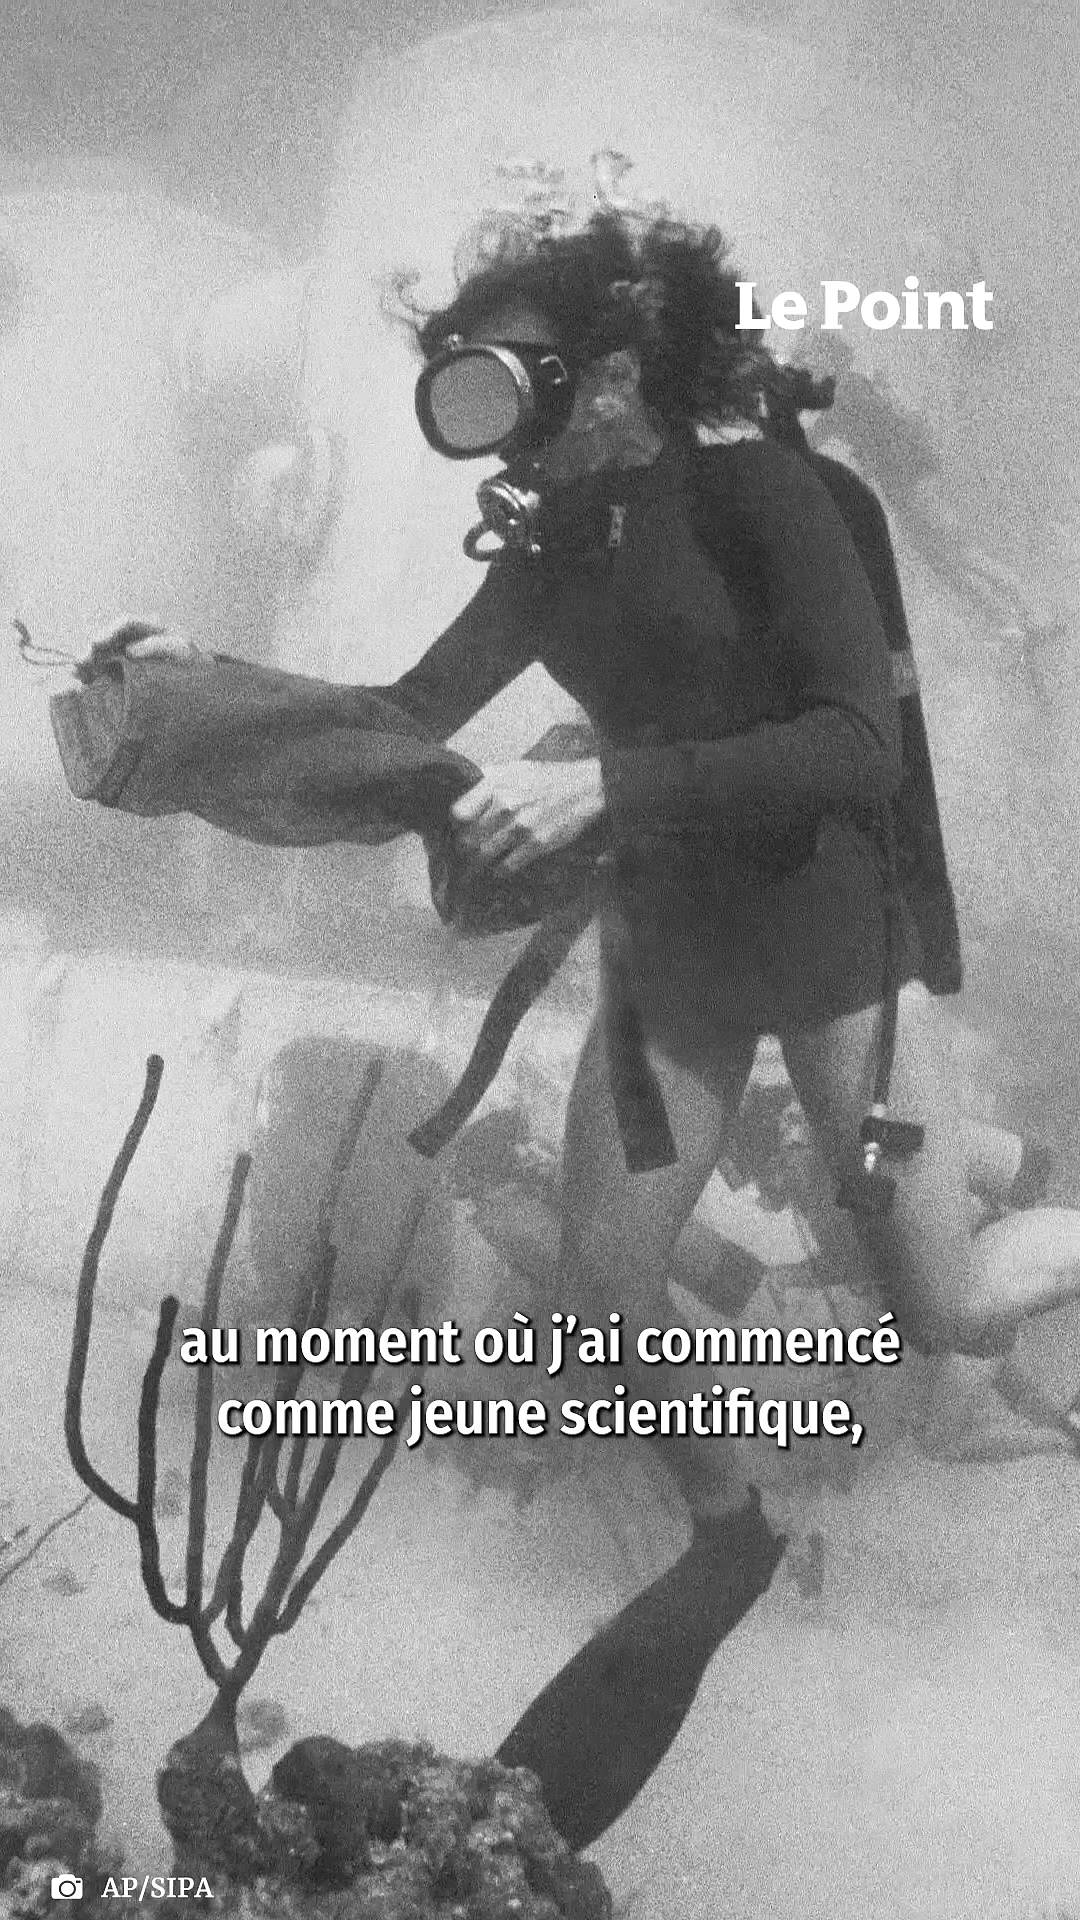 Le Point
au moment où j’ai commencé
comme jeune scientifique,
AP/SIPA